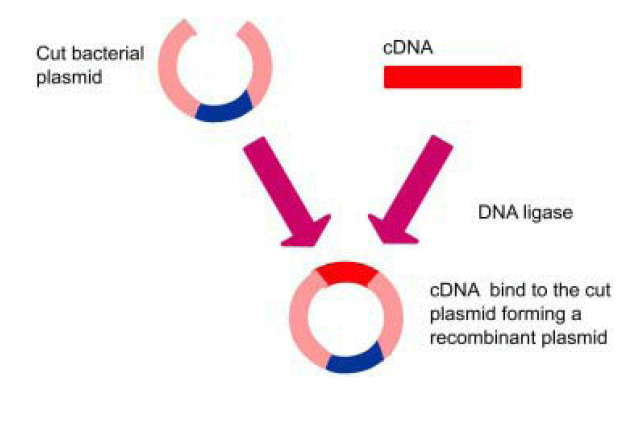 Cut bacterial
plasmid
cDNA
DNA ligase
cDNA bind to the cut
plasmid forming a
recombinant plasmid